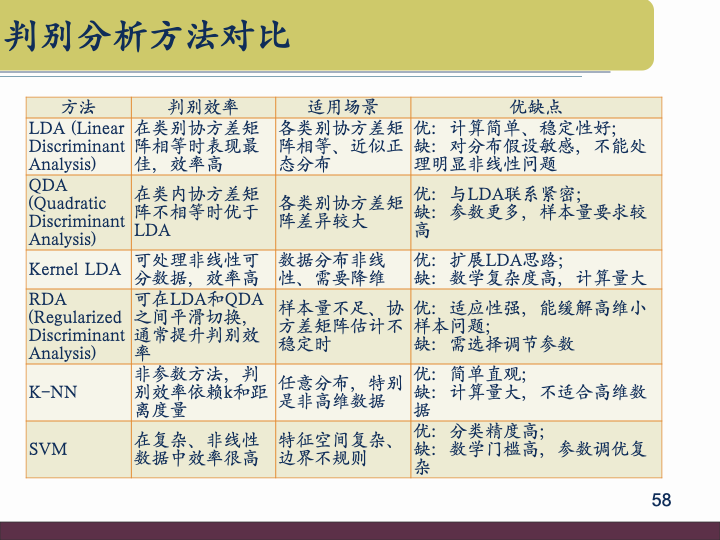 判别分析方法对比
方法 判别效率 适用场景 优缺点
LDA (Linear
Discriminant
Analysis)
在类别协方差矩
阵相等时表现最
佳，效率高
各类别协方差矩
阵相等、近似正
态分布
优：计算简单、稳定性好;
缺：对分布假设敏感，不能处
理明显非线性问题
QDA
(Quadratic
Discriminant
Analysis)
在类内协方差矩
阵不相等时优于
LDA
各类别协方差矩
阵差异较大
优：与LDA联系紧密;
缺：参数更多，样本量要求较
高
Kernel LDA
可处理非线性可
分数据，效率高
数据分布非线
性、需要降维
优：扩展LDA思路;
缺：数学复杂度高，计算量大
RDA
(Regularized
Discriminant
Analysis)
可在LDA和QDA
之间平滑切换，
通常提升判别效
率
样本量不足、协
方差矩阵估计不
稳定时
优：适应性强，能缓解高维小
样本问题;
缺：需选择调节参数
K-NN
非参数方法，判
别效率依赖k和距
离度量
任意分布，特别
是非高维数据
优：简单直观;
缺：计算量大，不适合高维数
据
SVM
在复杂、非线性
数据中效率很高
特征空间复杂、
边界不规则
优：分类精度高;
缺：数学门槛高，参数调优复
杂
58